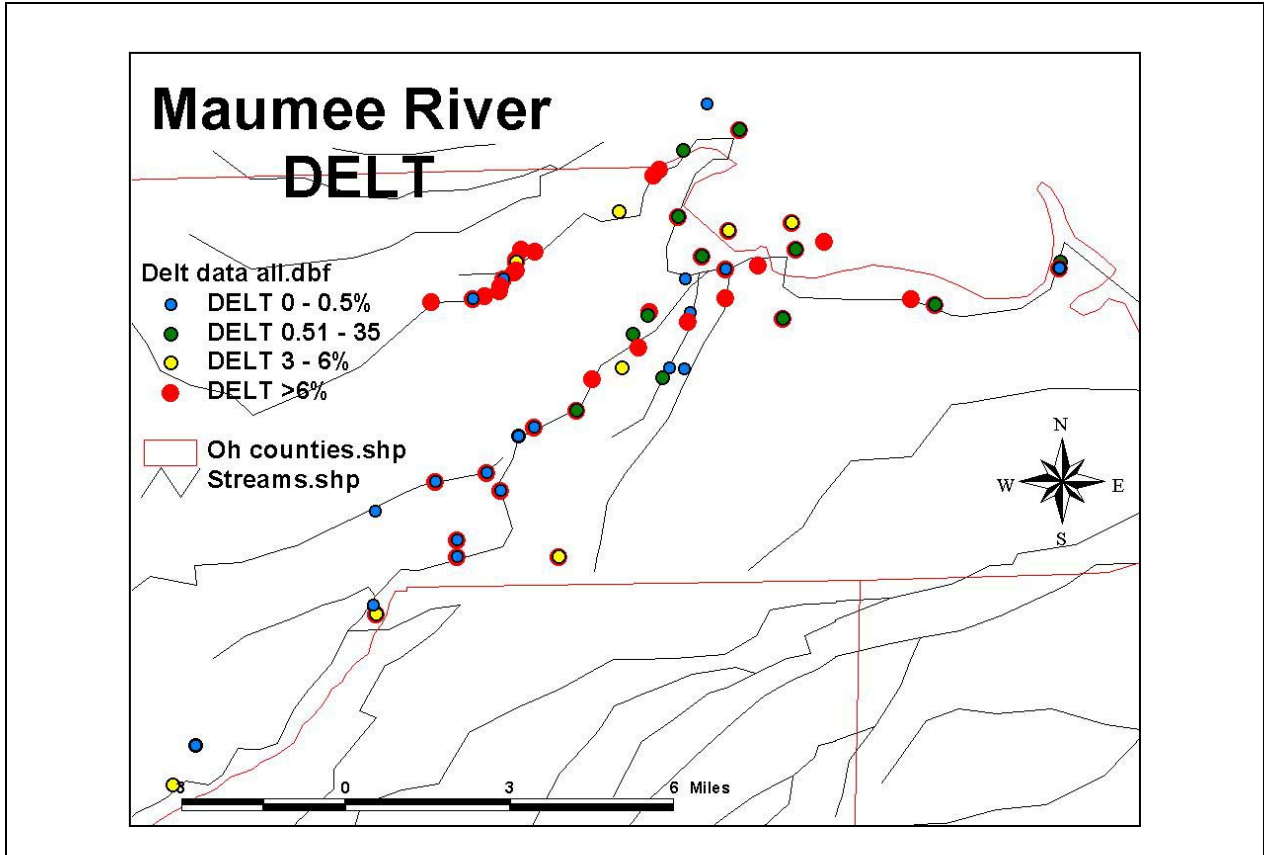 Maumee River
DELT
Delt data all.dbf
DELT 0 - 0.5%
DELT 0.51 - 35
DELT 3 - 6%
DELT >6%
Oh counties.shp
Streams.shp
N
W E
S
3 0 3 6 Miles